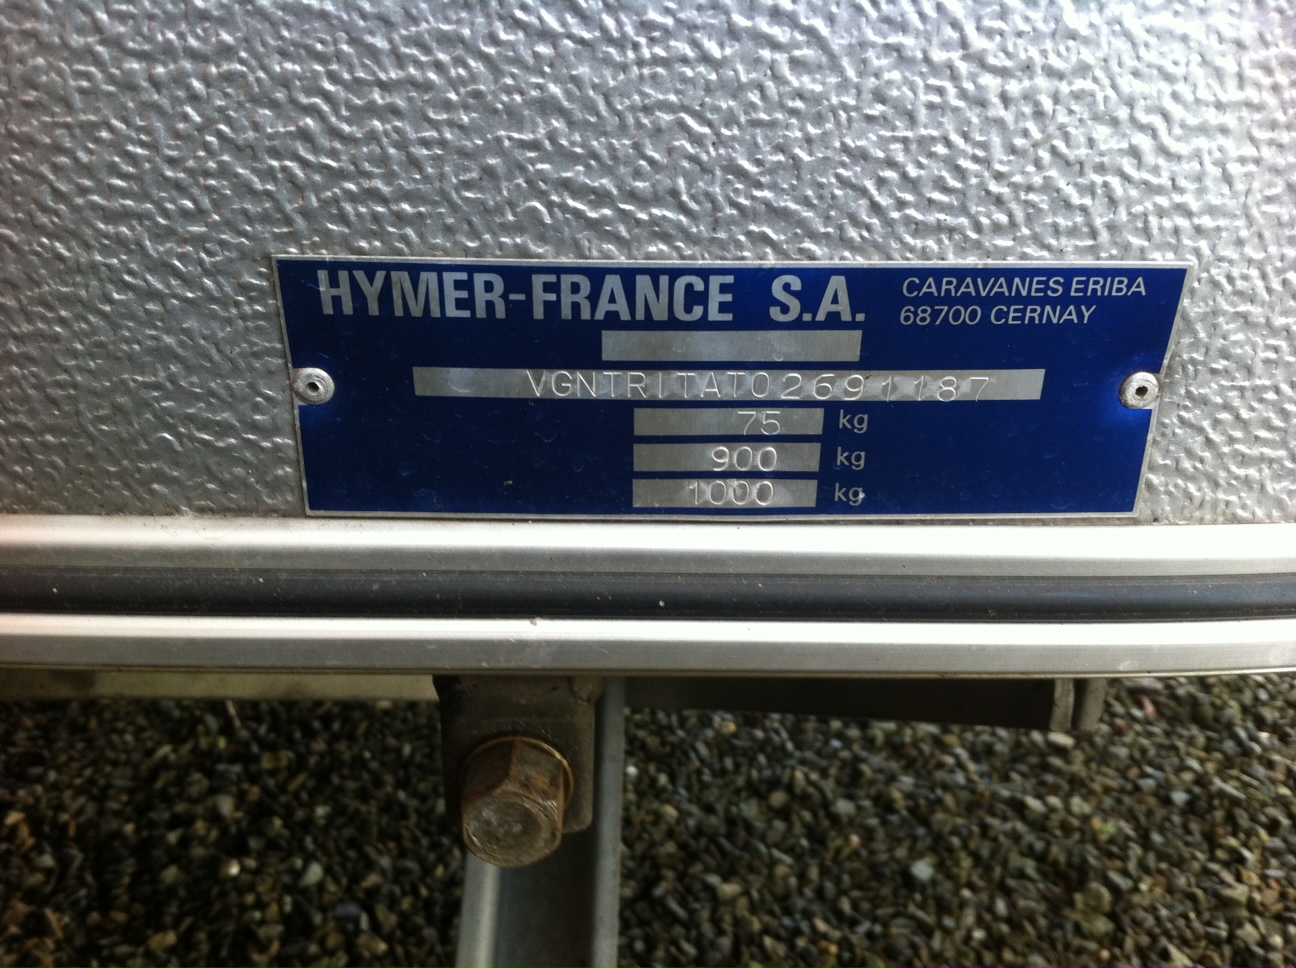 HYMER-FRANCE S.A.
CARAVANES ERIBA
68700 CERNAY
VGNTRITAT02691187
75 kg
900 kg
1000 kg